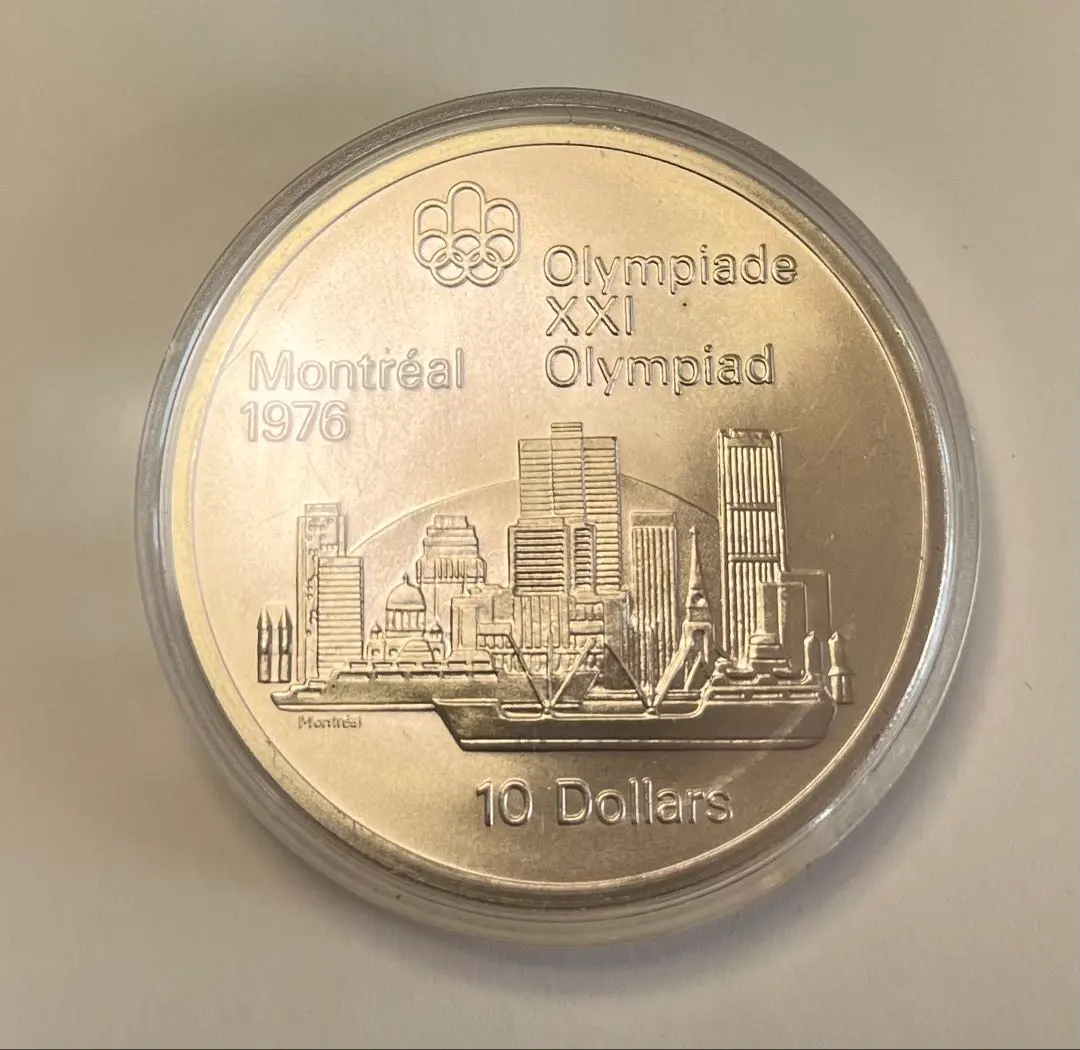 Olympiade
XXI
Olympiad
Montréal
1976
Montréal
10 Dollars